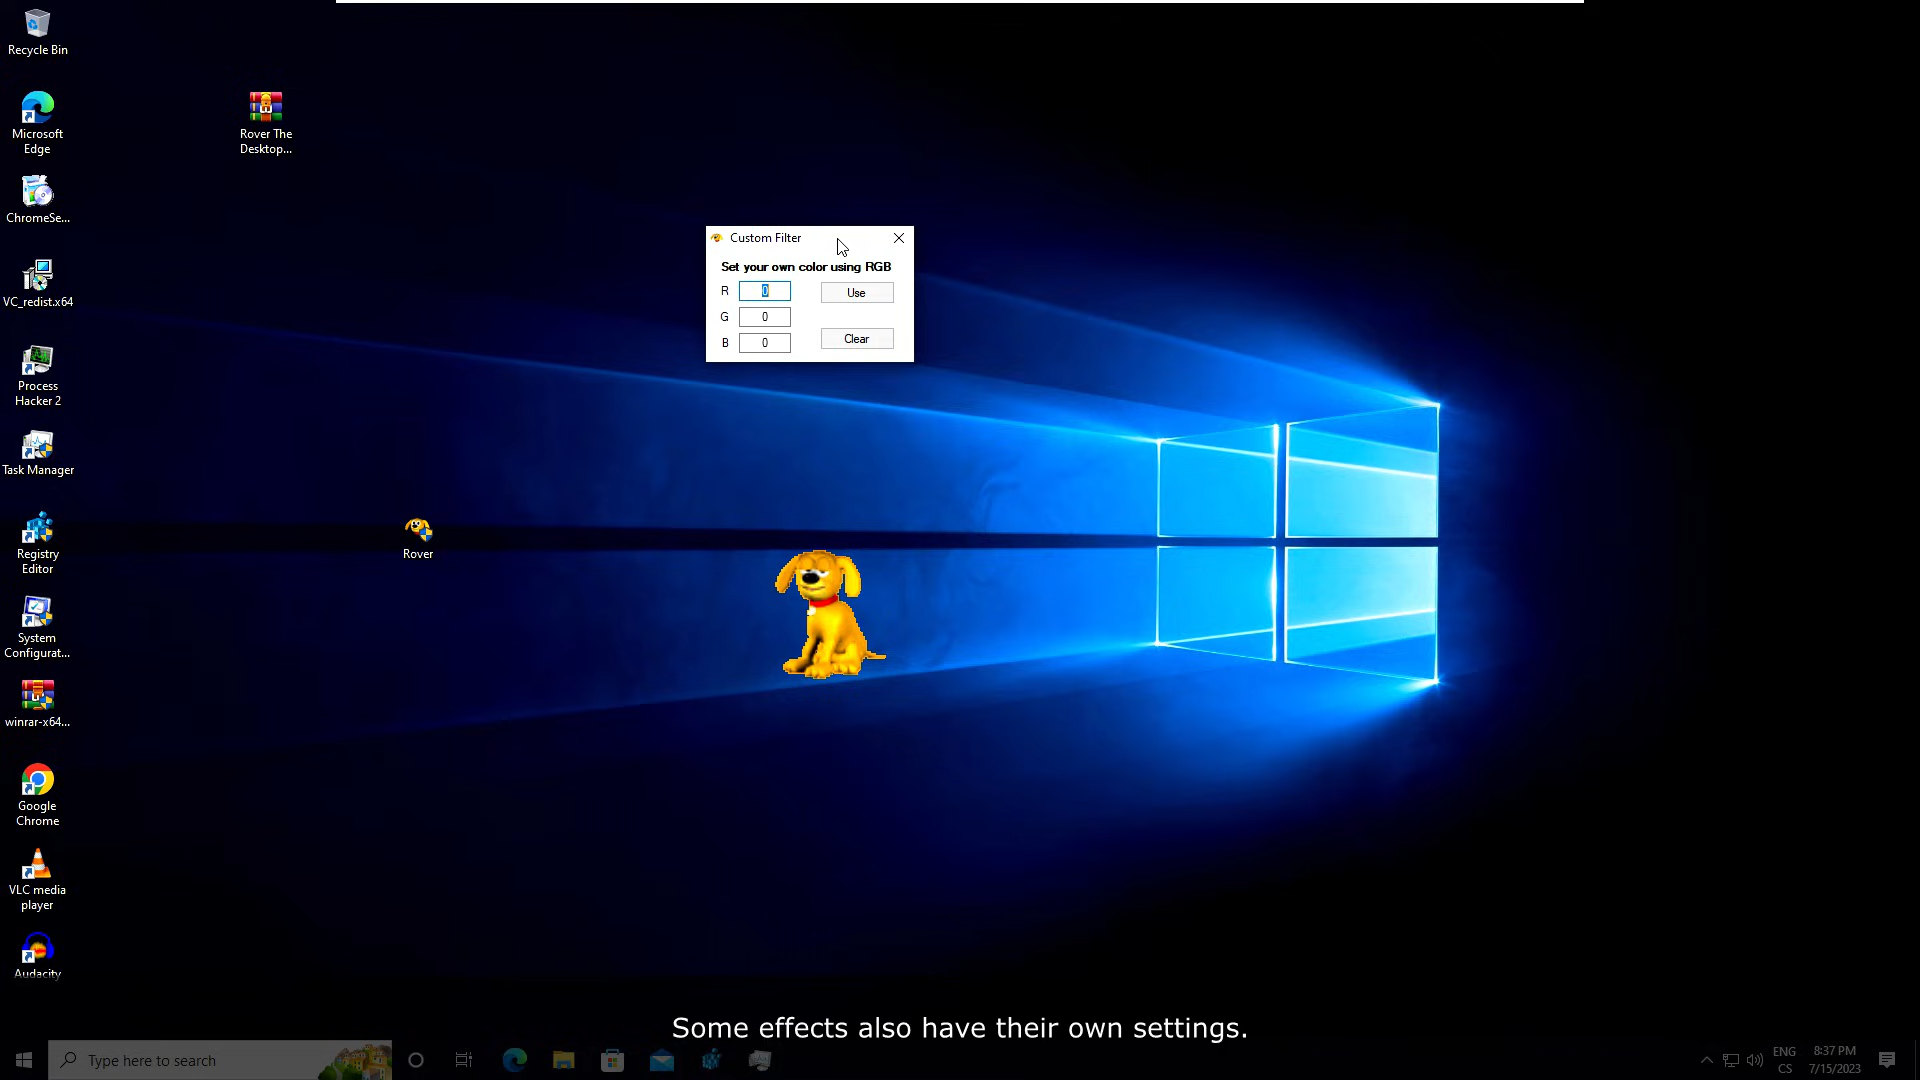 Recycle Bin
Microsoft
Edge
Rover The
Desktop...
ChromeSe...
VC_redist.x64
Process
Hacker 2
Task Manager
Registry
Editor
System
Configurat...
winrar-x64...
Google
Chrome
VLC media
player
Audacity
Rover
Custom Filter
Set your own color using RGB
R 0 Use
G 0
B 0 Clear
Some effects also have their own settings.
Type here to search
ENG
CS
8:37 PM
7/15/2023